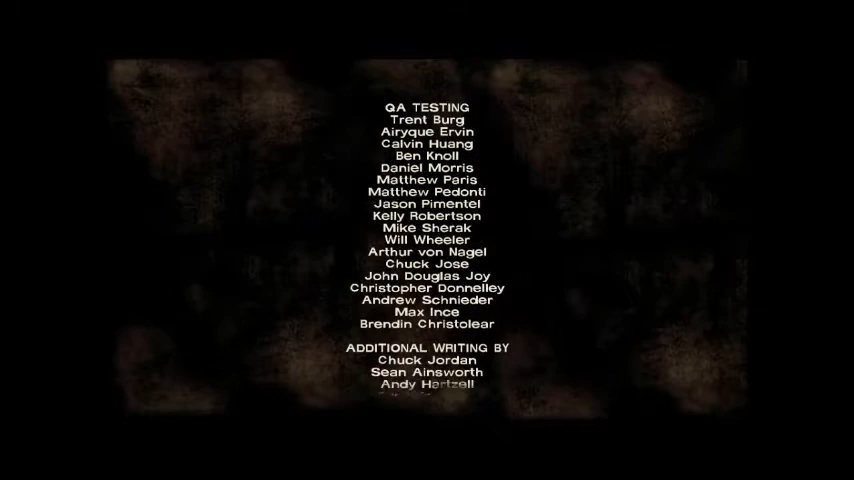 QA TESTING
Trent Burg
Airyque Ervin
Calvin Huang
Ben Knoll
Daniel Morris
Matthew Paris
Matthew Pedonti
Jason Pimentel
Kelly Robertson
Mike Sherak
Will Wheeler
Arthur von Nagel
Chuck Jose
John Douglas Joy
Christopher Donnelley
Andrew Schnieder
Max Ince
Brendin Christolear
ADDITIONAL WRITING BY
Chuck Jordan
Sean Ainsworth
Andy Hartzell